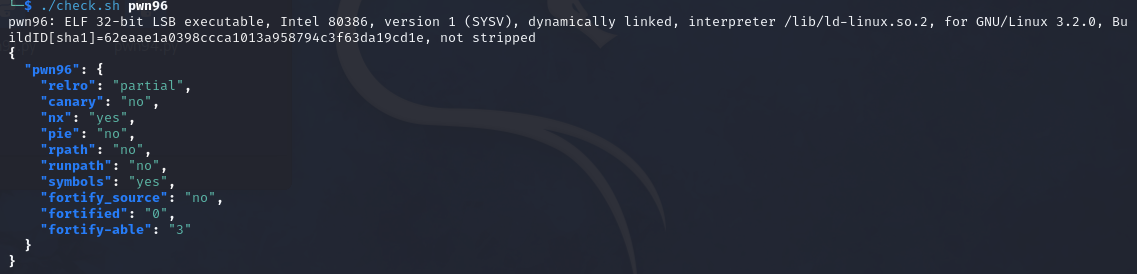 └─$ ./check.sh pwn96
pwn96: ELF 32-bit LSB executable, Intel 80386, version 1 (SYSV), dynamically linked, interpreter /lib/ld-linux.so.2, for GNU/Linux 3.2.0, Bu
ildID[sha1]=62eaae1a0398ccca1013a958794c3f63da19cd1e, not stripped
{
  "pwn96": {
    "relro": "partial",
    "canary": "no",
    "nx": "yes",
    "pie": "no",
    "rpath": "no",
    "runpath": "no",
    "symbols": "yes",
    "fortify_source": "no",
    "fortified": "0",
    "fortify-able": "3"
  }
}